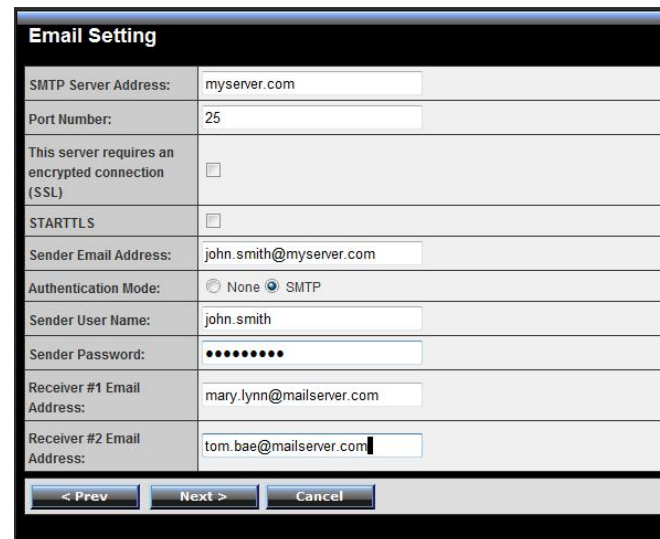 Email Setting
SMTP Server Address:
myserver.com
Port Number:
25
This server requires an
encrypted connection
(SSL)
STARTTLS
Sender Email Address:
john.smith@myserver.com
Authentication Mode:
None SMTP
Sender User Name:
john.smith
Sender Password:
•••••••••
Receiver #1 Email
Address:
mary.lynn@mailserver.com
Receiver #2 Email
Address:
tom.bae@mailserver.com
< Prev Next > Cancel